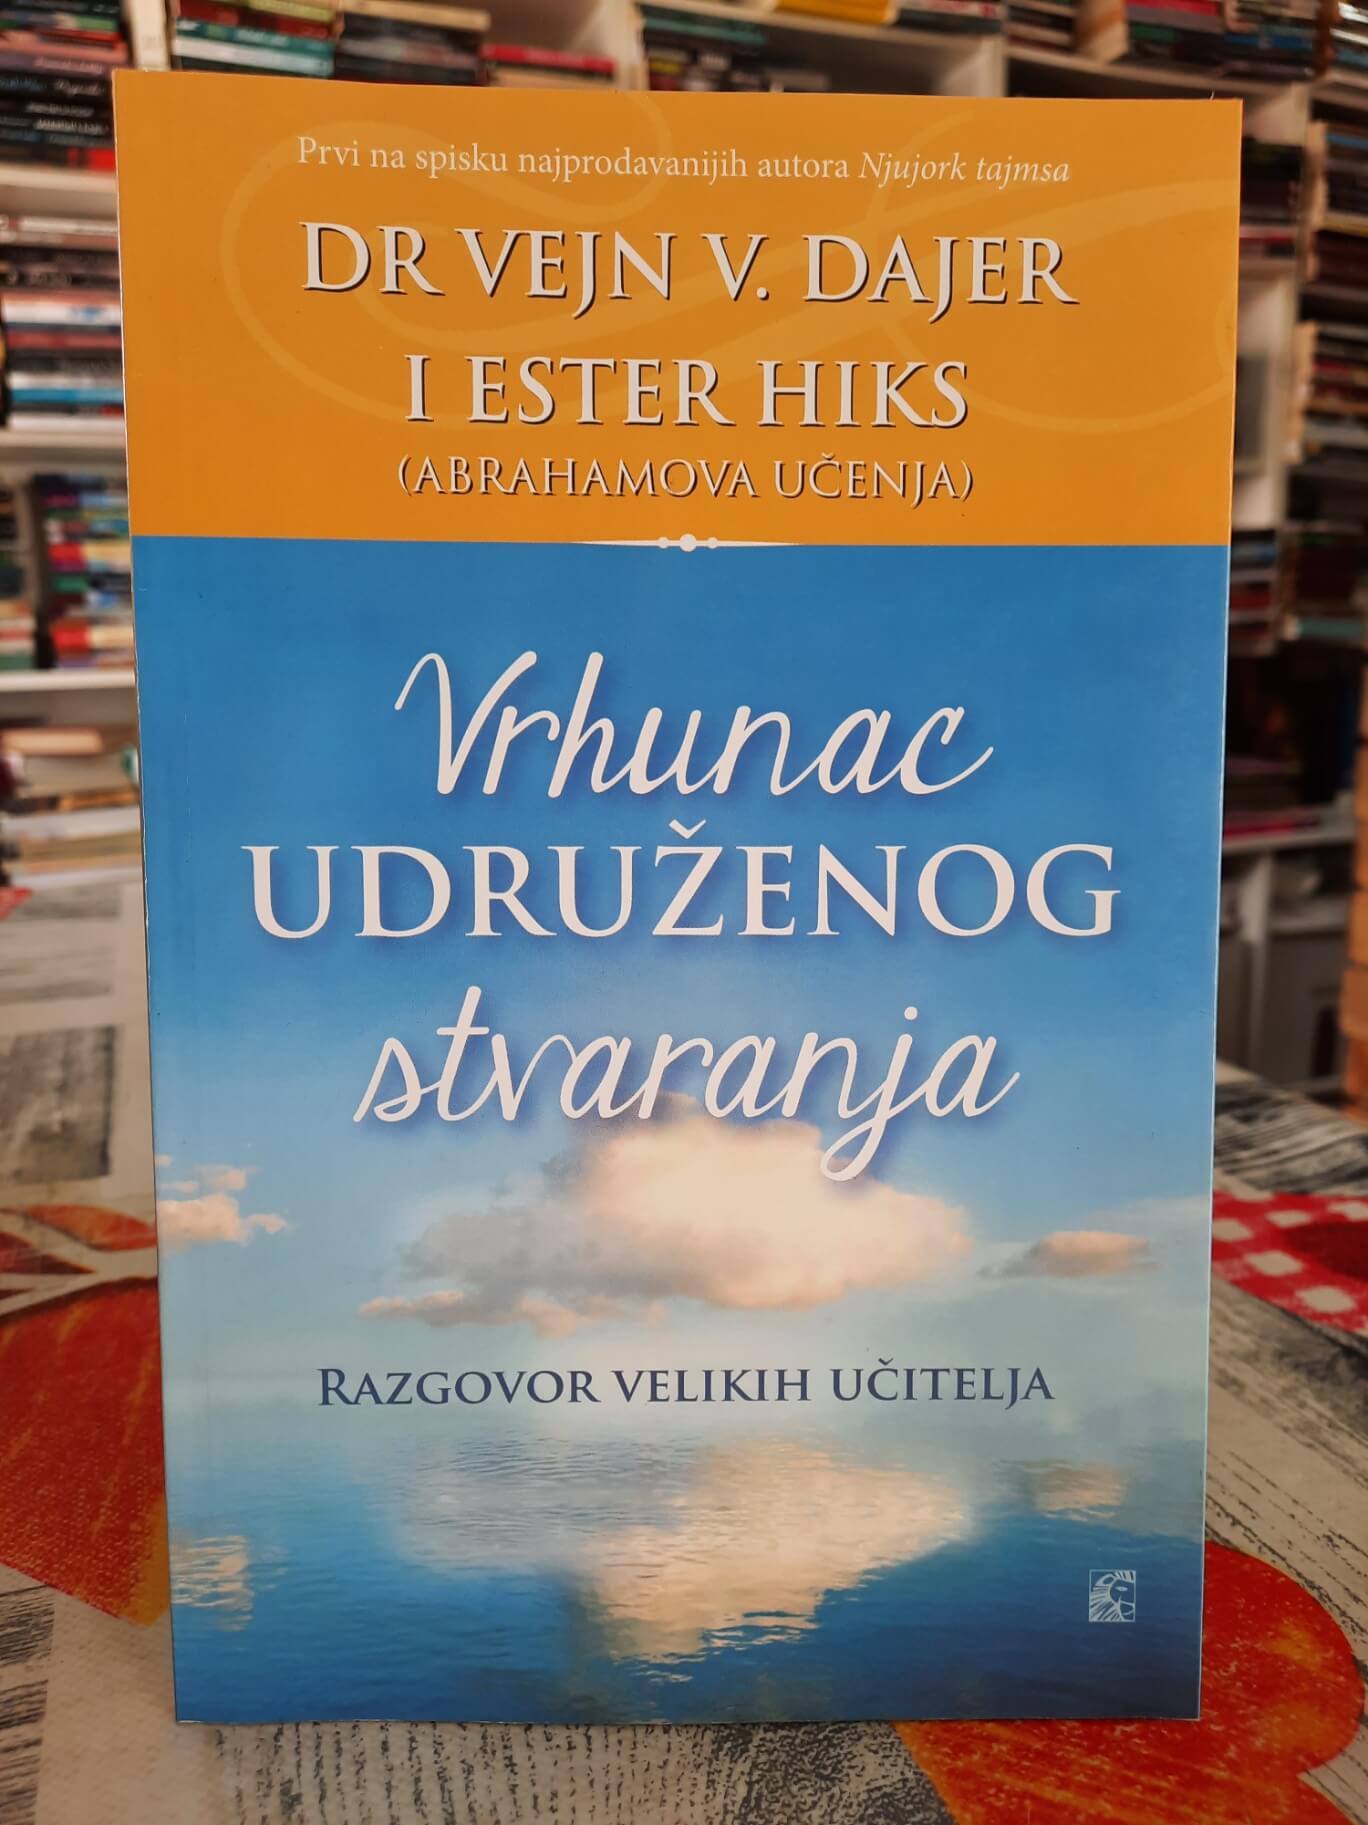 Prvi na spisku najprodavanijih autora Njujork tajmsa
DR VEJN V. DAJER
I ESTER HIKS
(ABRAHAMOVA UČENJA)
Vrhunac
UDRUŽENOG
stvaranja
RAZGOVOR VELIKIH UČITELJA